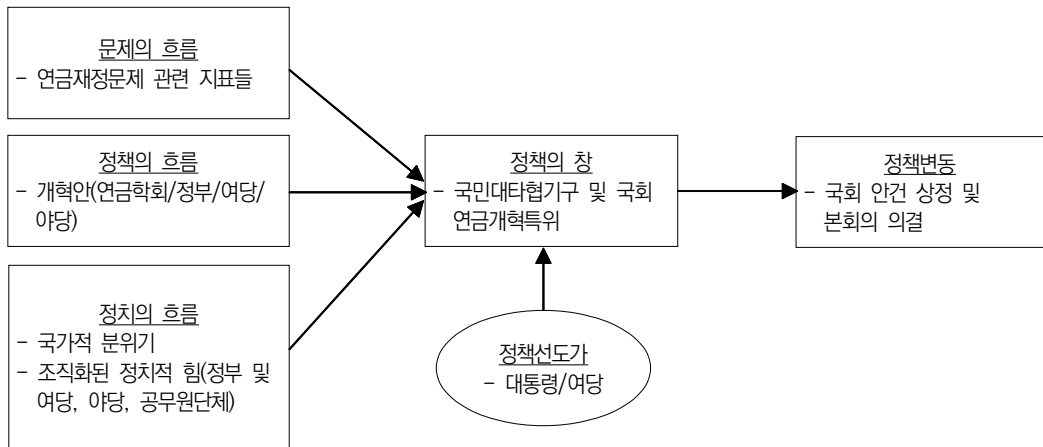 문제의 흐름
- 연금재정문제 관련 지표들
정책의 흐름
- 개혁안(연금학회/정부/여당/
야당)
정치의 흐름
- 국가적 분위기
- 조직화된 정치적 힘(정부 및
여당, 야당, 공무원단체)
정책의 창
- 국민대타협기구 및 국회
연금개혁특위
정책선도가
- 대통령/여당
정책변동
- 국회 안건 상정 및
본회의 의결